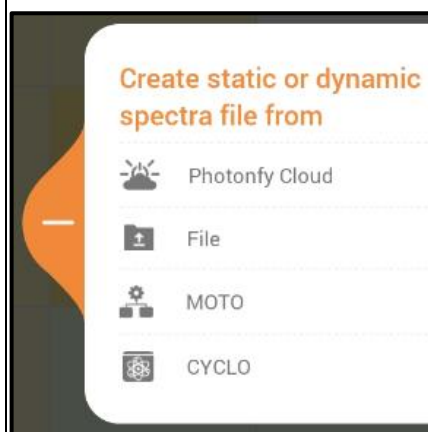 Create static or dynamic
spectra file from
Photonfy Cloud
File
MOTO
CYCLO